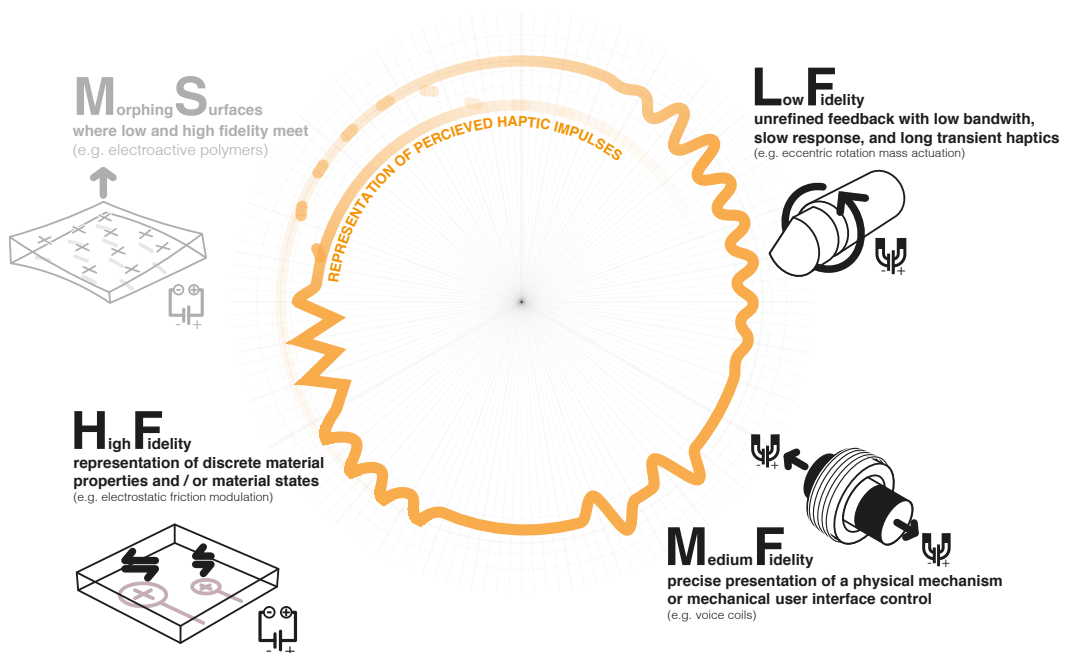 Morphing Surfaces
where low and high fidelity meet
(e.g. electroactive polymers)
- +
REPRESENTATION OF PERCIEVED HAPTIC IMPULSES
Low Fidelity
unrefined feedback with low bandwith,
slow response, and long transient haptics
(e.g. eccentric rotation mass actuation)
- +
High Fidelity
representation of discrete material
properties and / or material states
(e.g. electrostatic friction modulation)
- +
- +
- +
Medium Fidelity
precise presentation of a physical mechanism
or mechanical user interface control
(e.g. voice coils)